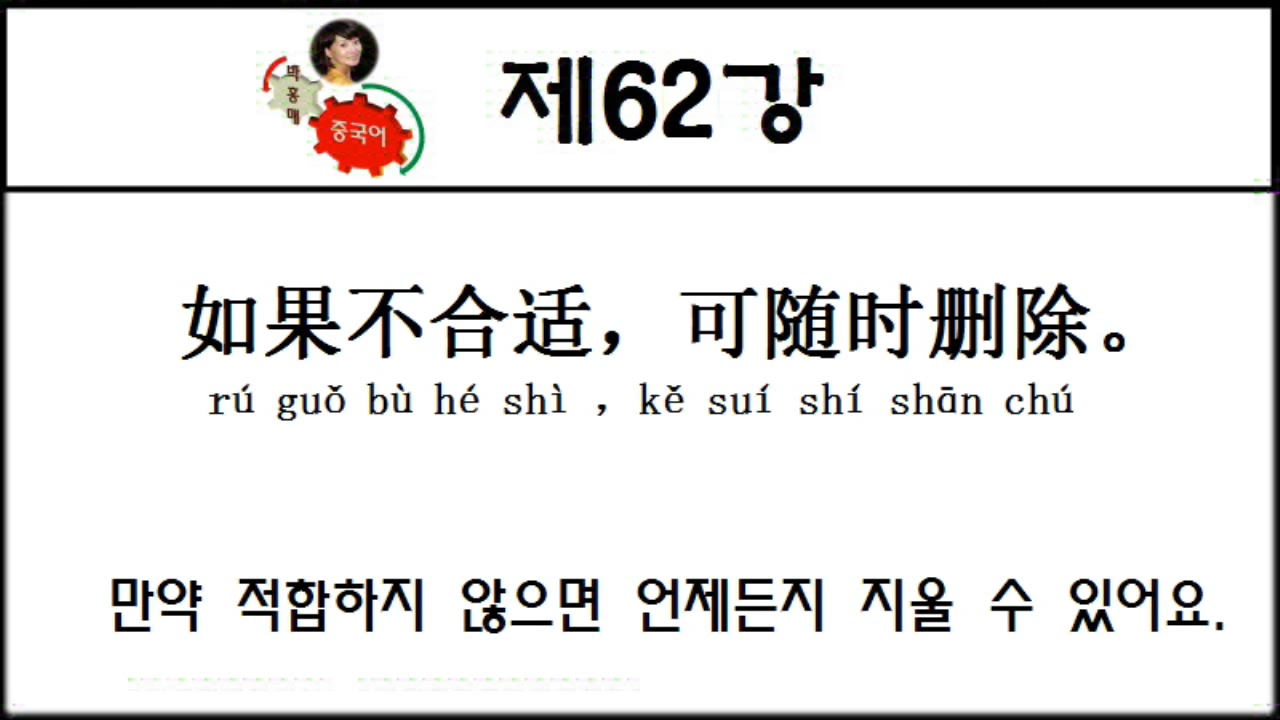 박홍매
중국어
제62강
如果不合适，可随时删除。
rú guǒ bù hé shì ，kě suí shí shān chú
만약 적합하지 않으면 언제든지 지울 수 있어요.